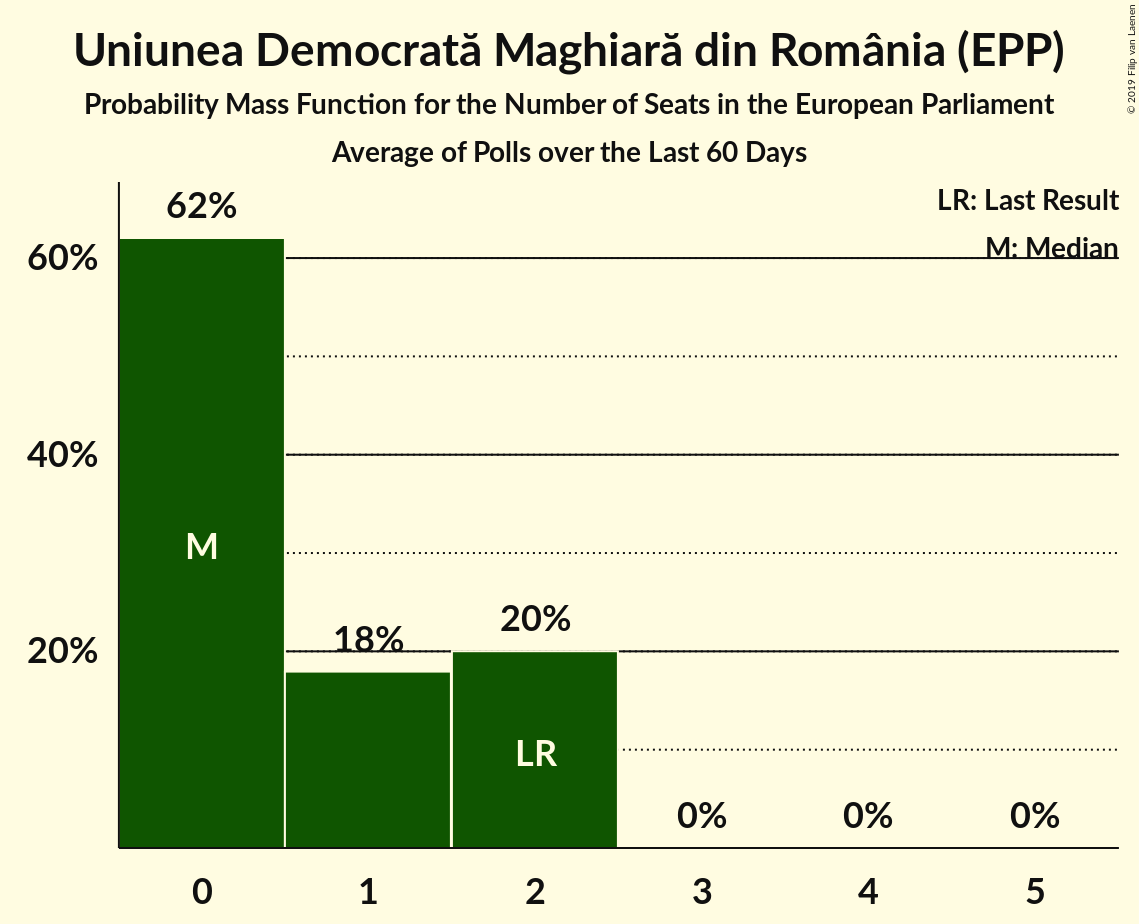 Uniunea Democrată Maghiară din România (EPP)
Probability Mass Function for the Number of Seats in the European Parliament
Average of Polls over the Last 60 Days
© 2019 Filip van Laenen
LR: Last Result
M: Median
62%
60%
40%
M
20%
18%
20%
LR
0%
0%
0%
0
1
2
3
4
5